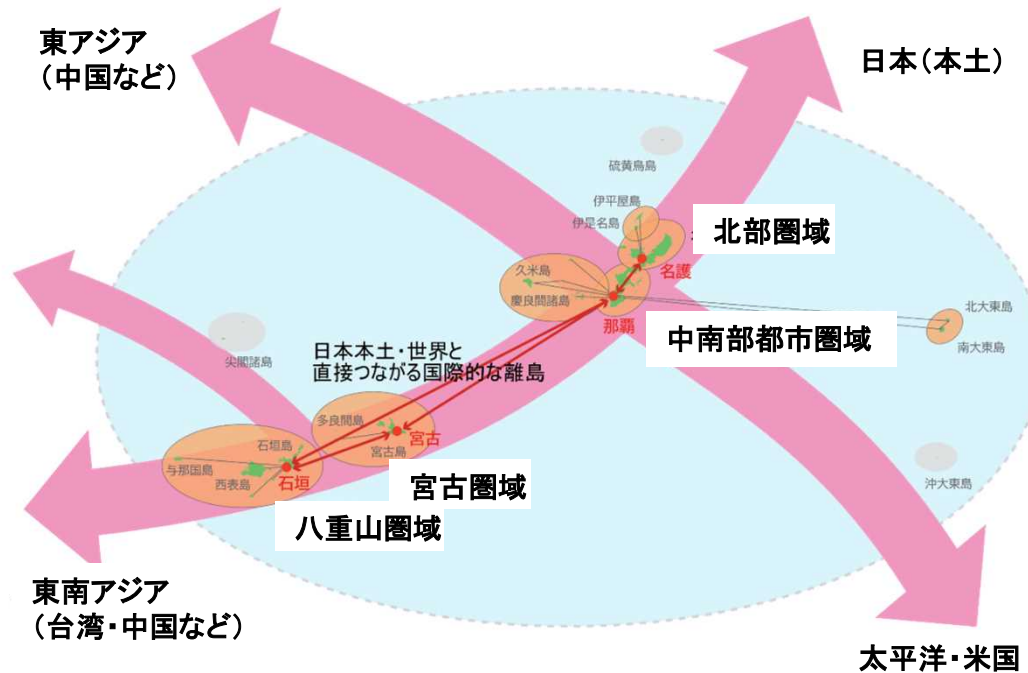 東アジア
（中国など）
日本（本土）
硫黄鳥島
伊平屋島
伊是名島
北部圏域
名護
久米島
慶良間諸島
那覇
中南部都市圏域
北大東島
南大東島
尖閣諸島
日本本土・世界と
直接つながる国際的な離島
多良間島
宮古
宮古島
石垣島
与那国島
西表島
石垣
沖大東島
宮古圏域
八重山圏域
東南アジア
（台湾・中国など）
太平洋・米国